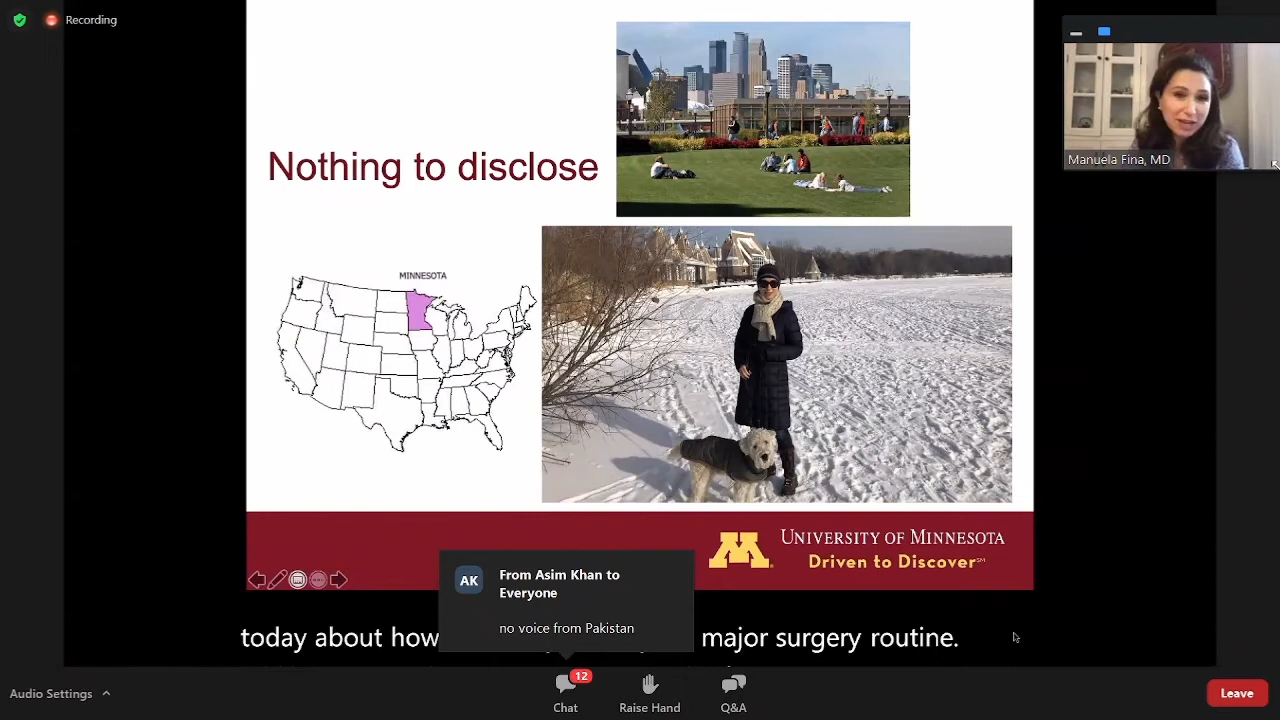 Recording
Nothing to disclose
MINNESOTA
Manuela Fina, MD
UNIVERSITY OF MINNESOTA
Driven to Discover
AK
From Asim Khan to
Everyone
no voice from Pakistan
today about how major surgery routine.
Audio Settings
12
Chat
Raise Hand
Q&A
Leave